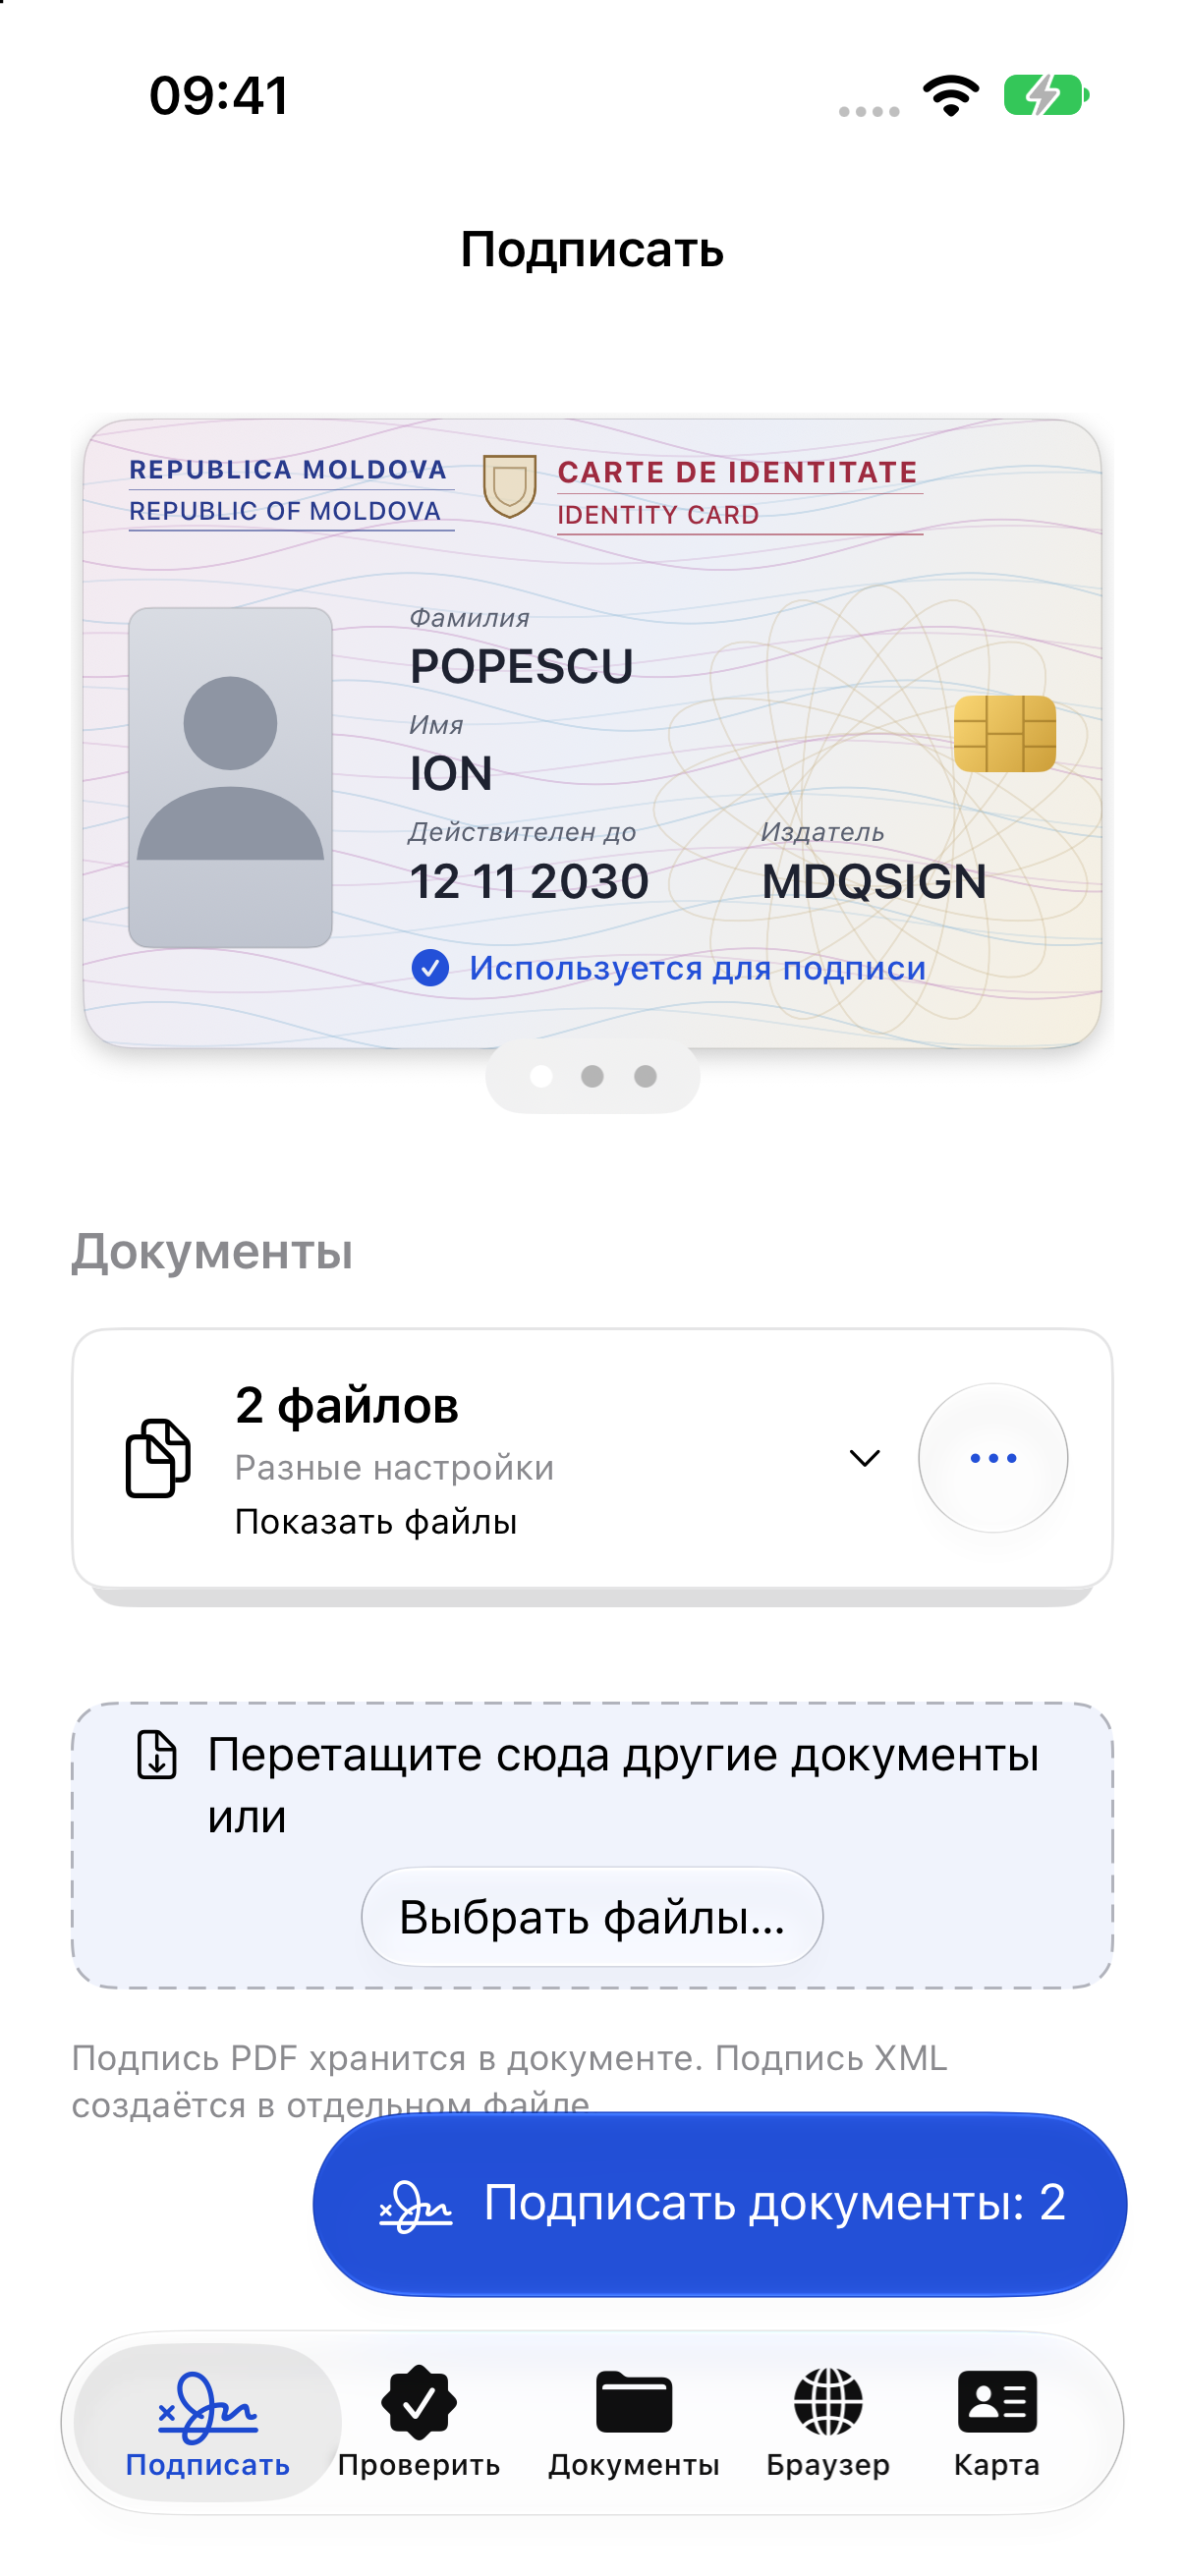 09:41
Подписать
REPUBLICA MOLDOVA
REPUBLIC OF MOLDOVA
CARTE DE IDENTITATE
IDENTITY CARD
Фамилия
POPESCU
Имя
ION
Действителен до
Издатель
12 11 2030
MDQSIGN
Используется для подписи
Документы
2 файлов
Разные настройки
Показать файлы
Перетащите сюда другие документы
или
Выбрать файлы...
Подпись PDF хранится в документе. Подпись XML
создаётся в отдельном файле
Подписать документы: 2
Подписать
Проверить
Документы
Браузер
Карта